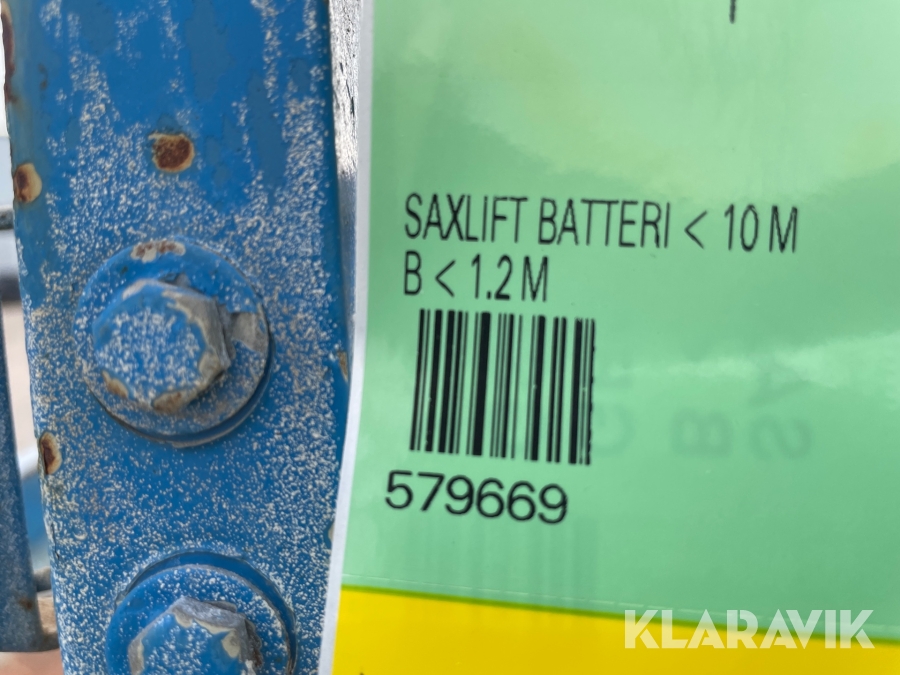 SAXLIFT BATTERI < 10 M
B < 1.2 M
579669
KLARAVIK